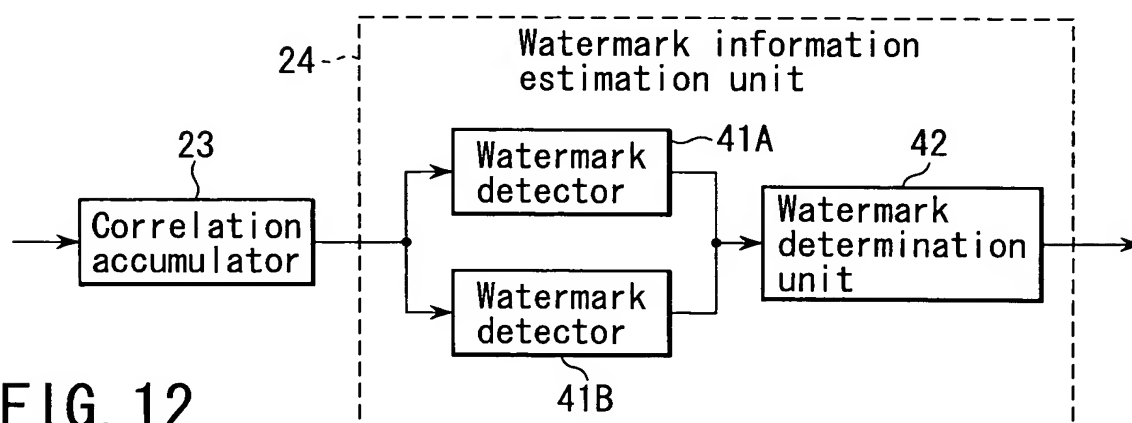 Watermark information
estimation unit
24
23
41A
42
Correlation
accumulator
Watermark
detector
Watermark
determination
unit
Watermark
detector
41B
FIG. 12